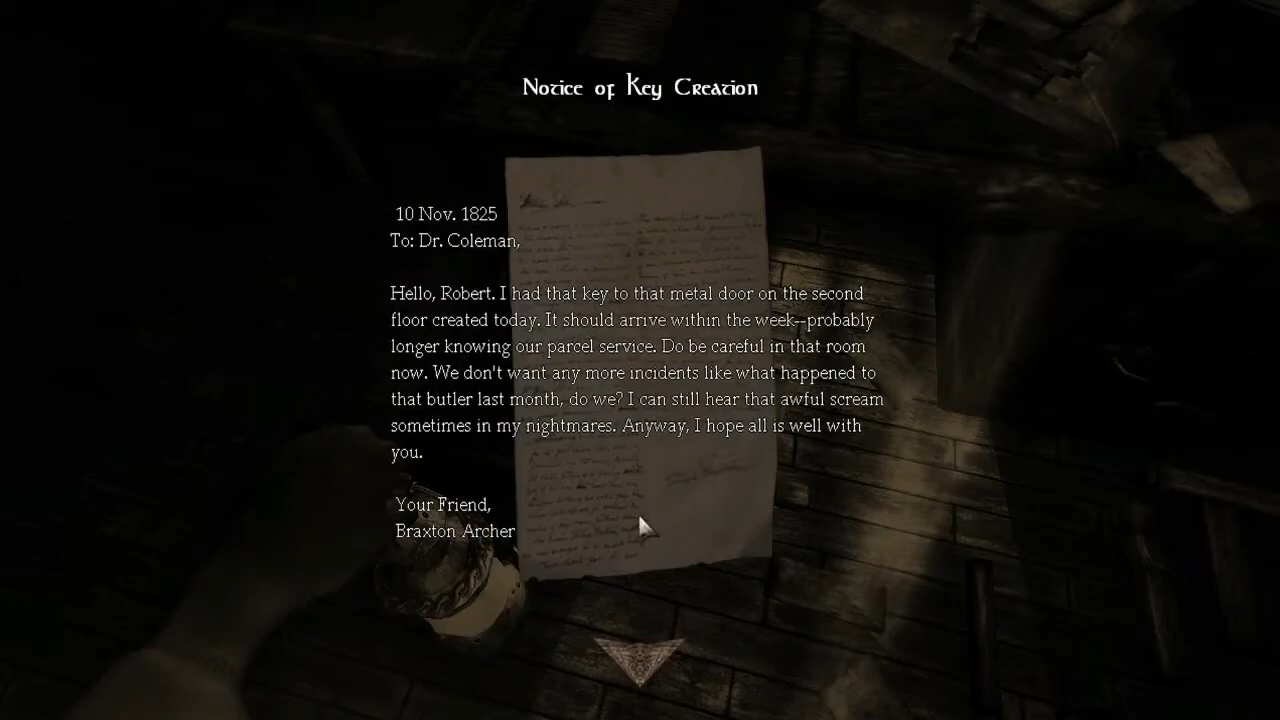 Notice of Key Creation
10 Nov. 1825
To: Dr. Coleman,
Hello, Robert. I had that key to that metal door on the second
floor created today. It should arrive within the week--probably
longer knowing our parcel service. Do be careful in that room
now. We don't want any more incidents like what happened to
that butler last month, do we? I can still hear that awful scream
sometimes in my nightmares. Anyway, I hope all is well with
you.
Your Friend,
Braxton Archer